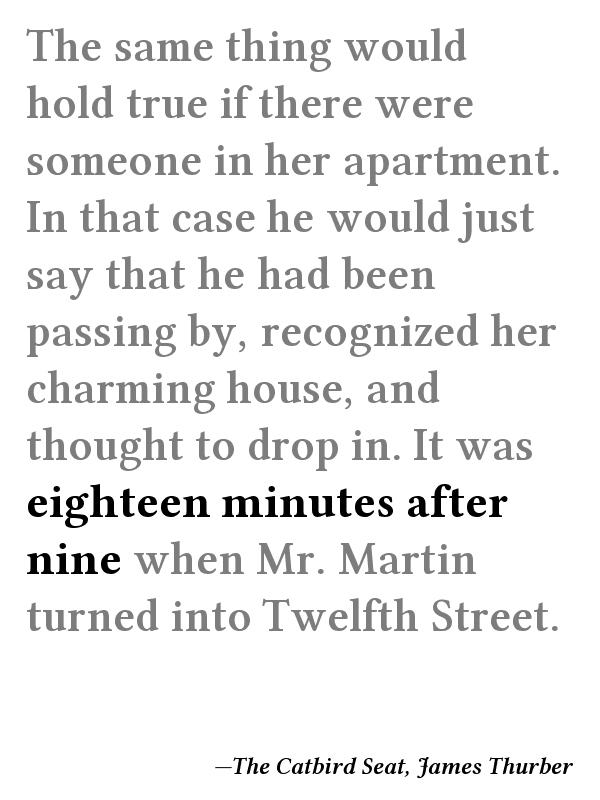 The same thing would
hold true if there were
someone in her apartment.
In that case he would just
say that he had been
passing by, recognized her
charming house, and
thought to drop in. It was
eighteen minutes after
nine when Mr. Martin
turned into Twelfth Street.
—The Catbird Seat, James Thurber